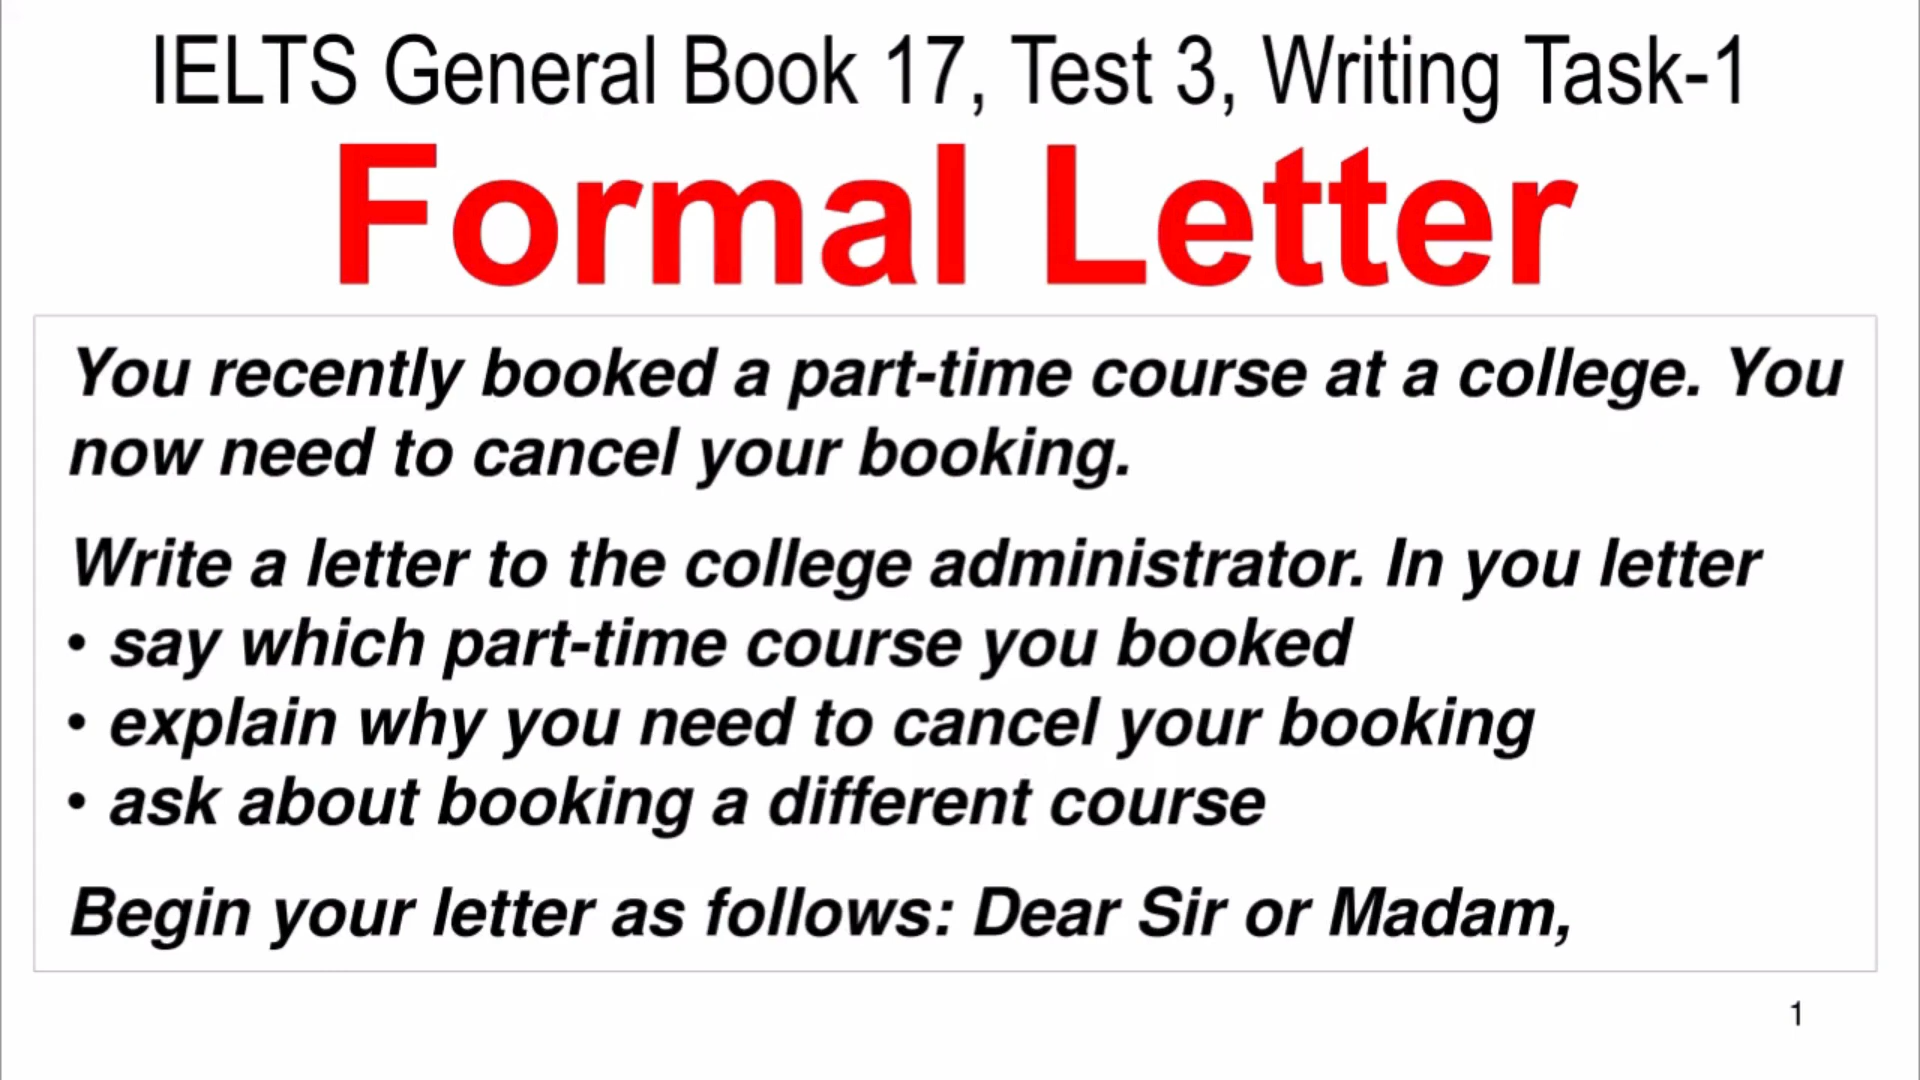 IELTS General Book 17, Test 3, Writing Task-1
Formal Letter
You recently booked a part-time course at a college. You
now need to cancel your booking.
Write a letter to the college administrator. In you letter
• say which part-time course you booked
• explain why you need to cancel your booking
• ask about booking a different course
Begin your letter as follows: Dear Sir or Madam,
1